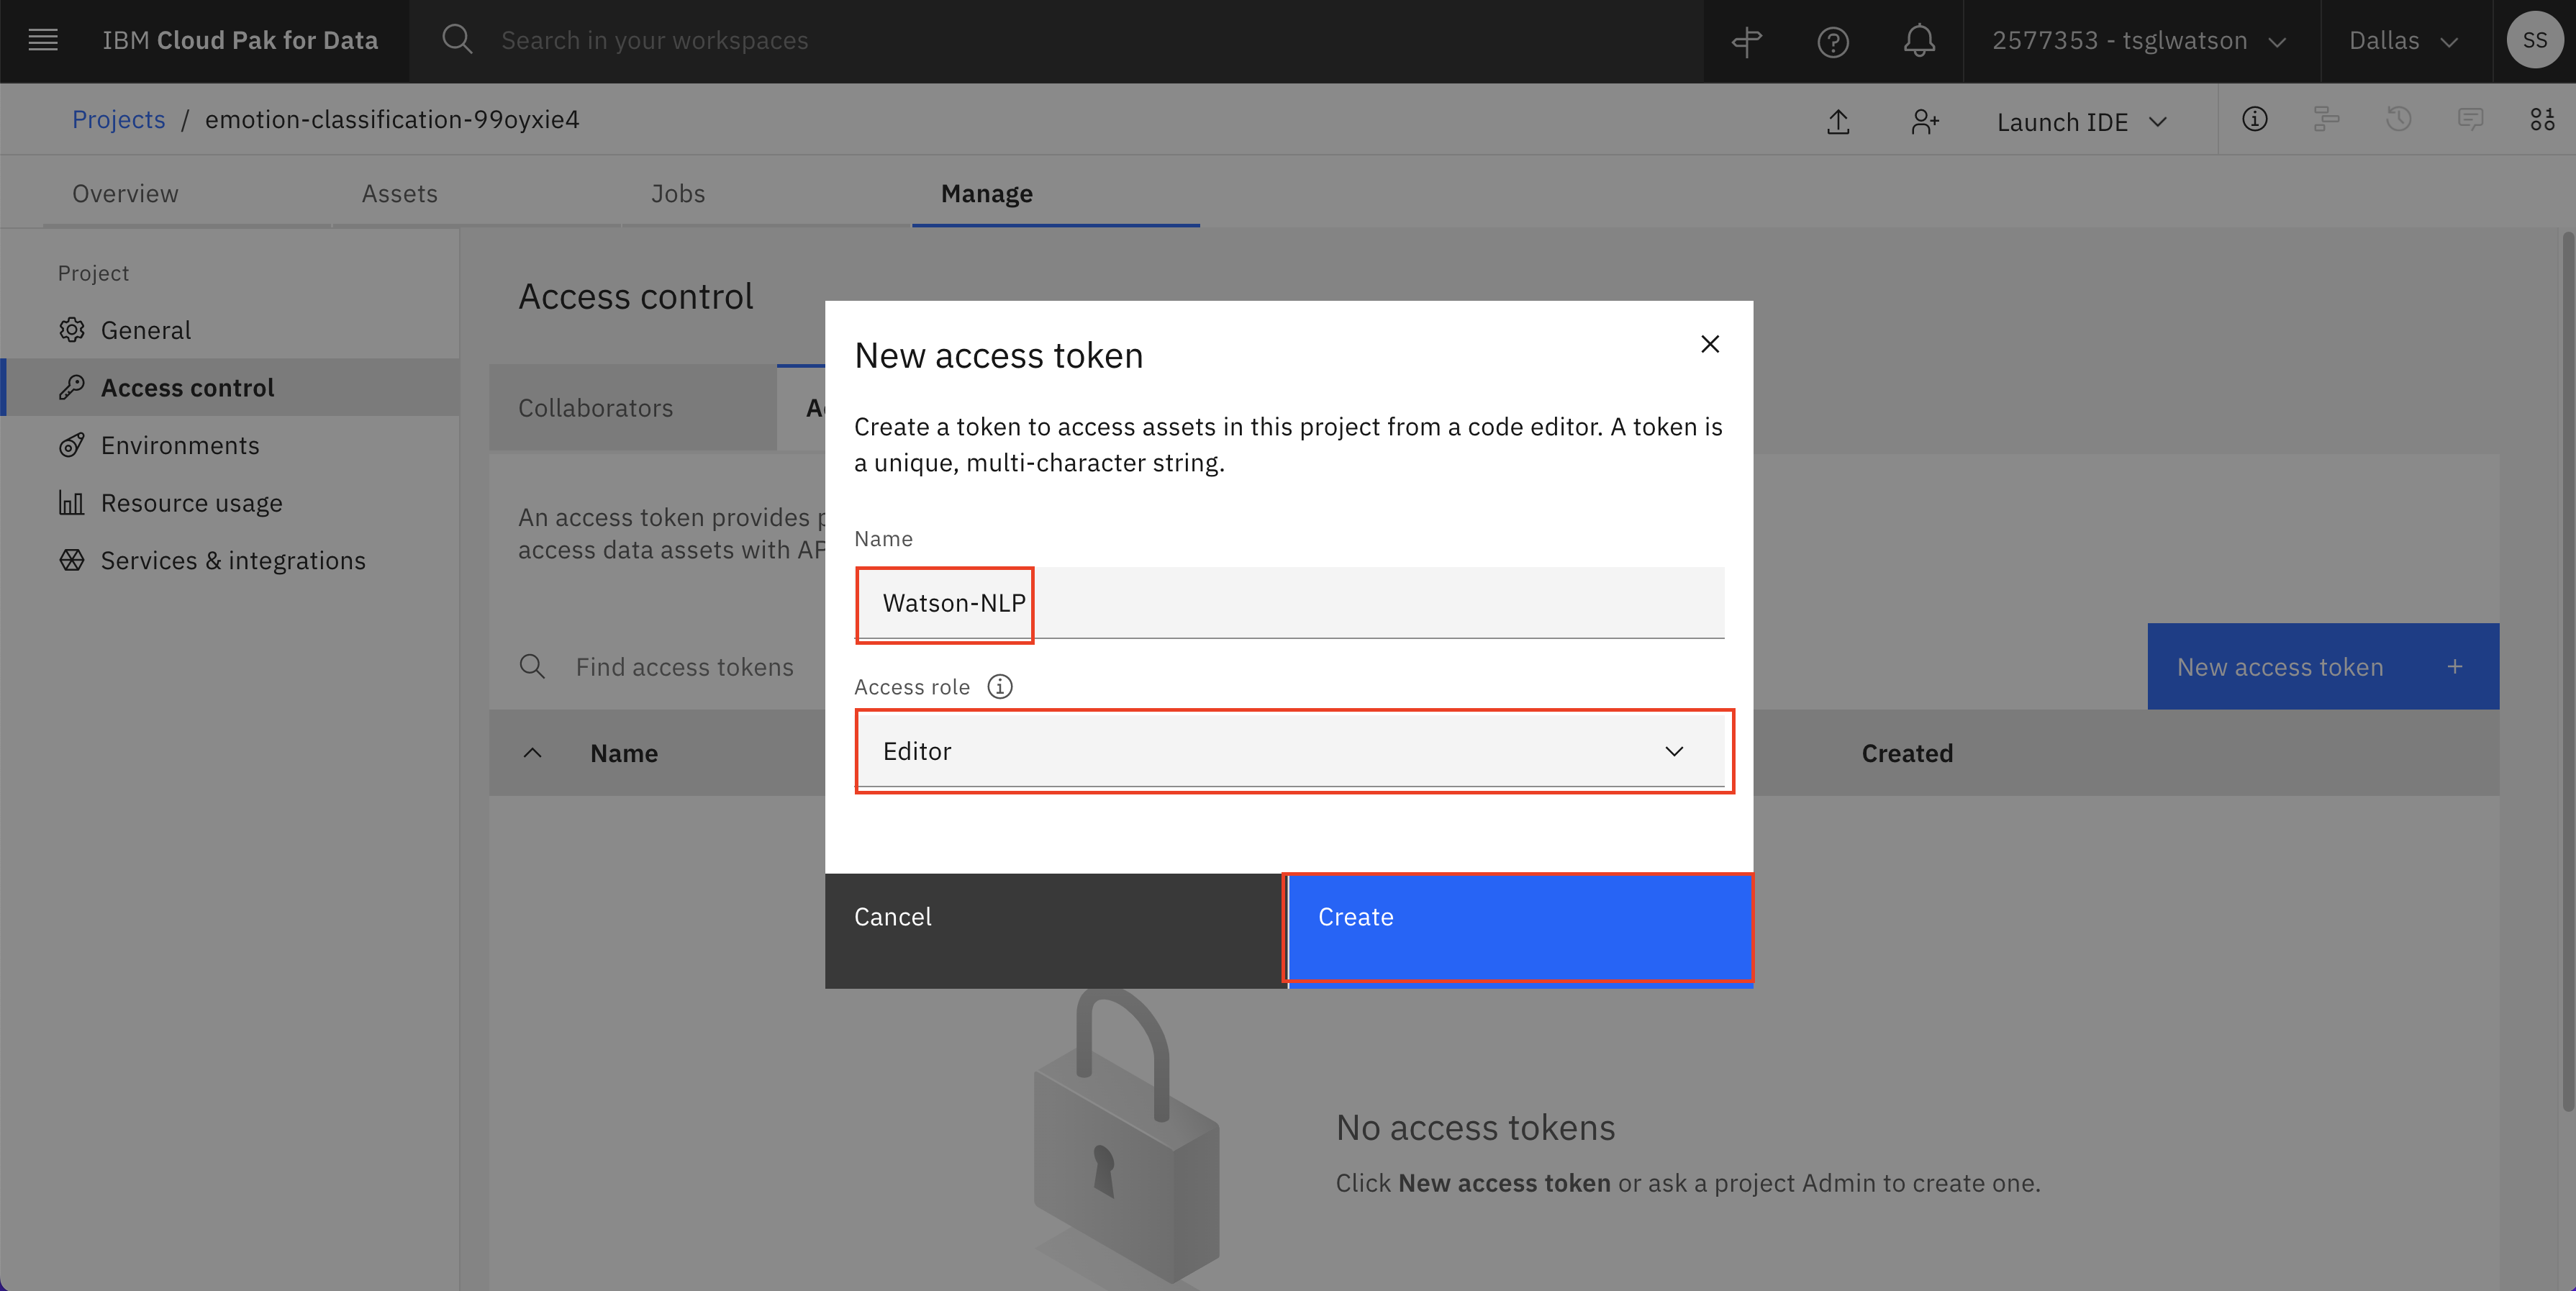 IBM Cloud Pak for Data
Search in your workspaces
2577353 - tsglwatson
Dallas
SS
Projects / emotion-classification-99oyxie4
Launch IDE
Overview
Assets
Jobs
Manage
Project
General
Access control
Environments
Resource usage
Services & integrations
Access control
Collaborators
An access token provides
access data assets with
Find access tokens
New access token +
Name
Created
New access token
Create a token to access assets in this project from a code editor. A token is
a unique, multi-character string.
Name
Watson-NLP
Access role
Editor
Cancel
Create
No access tokens
Click New access token or ask a project Admin to create one.